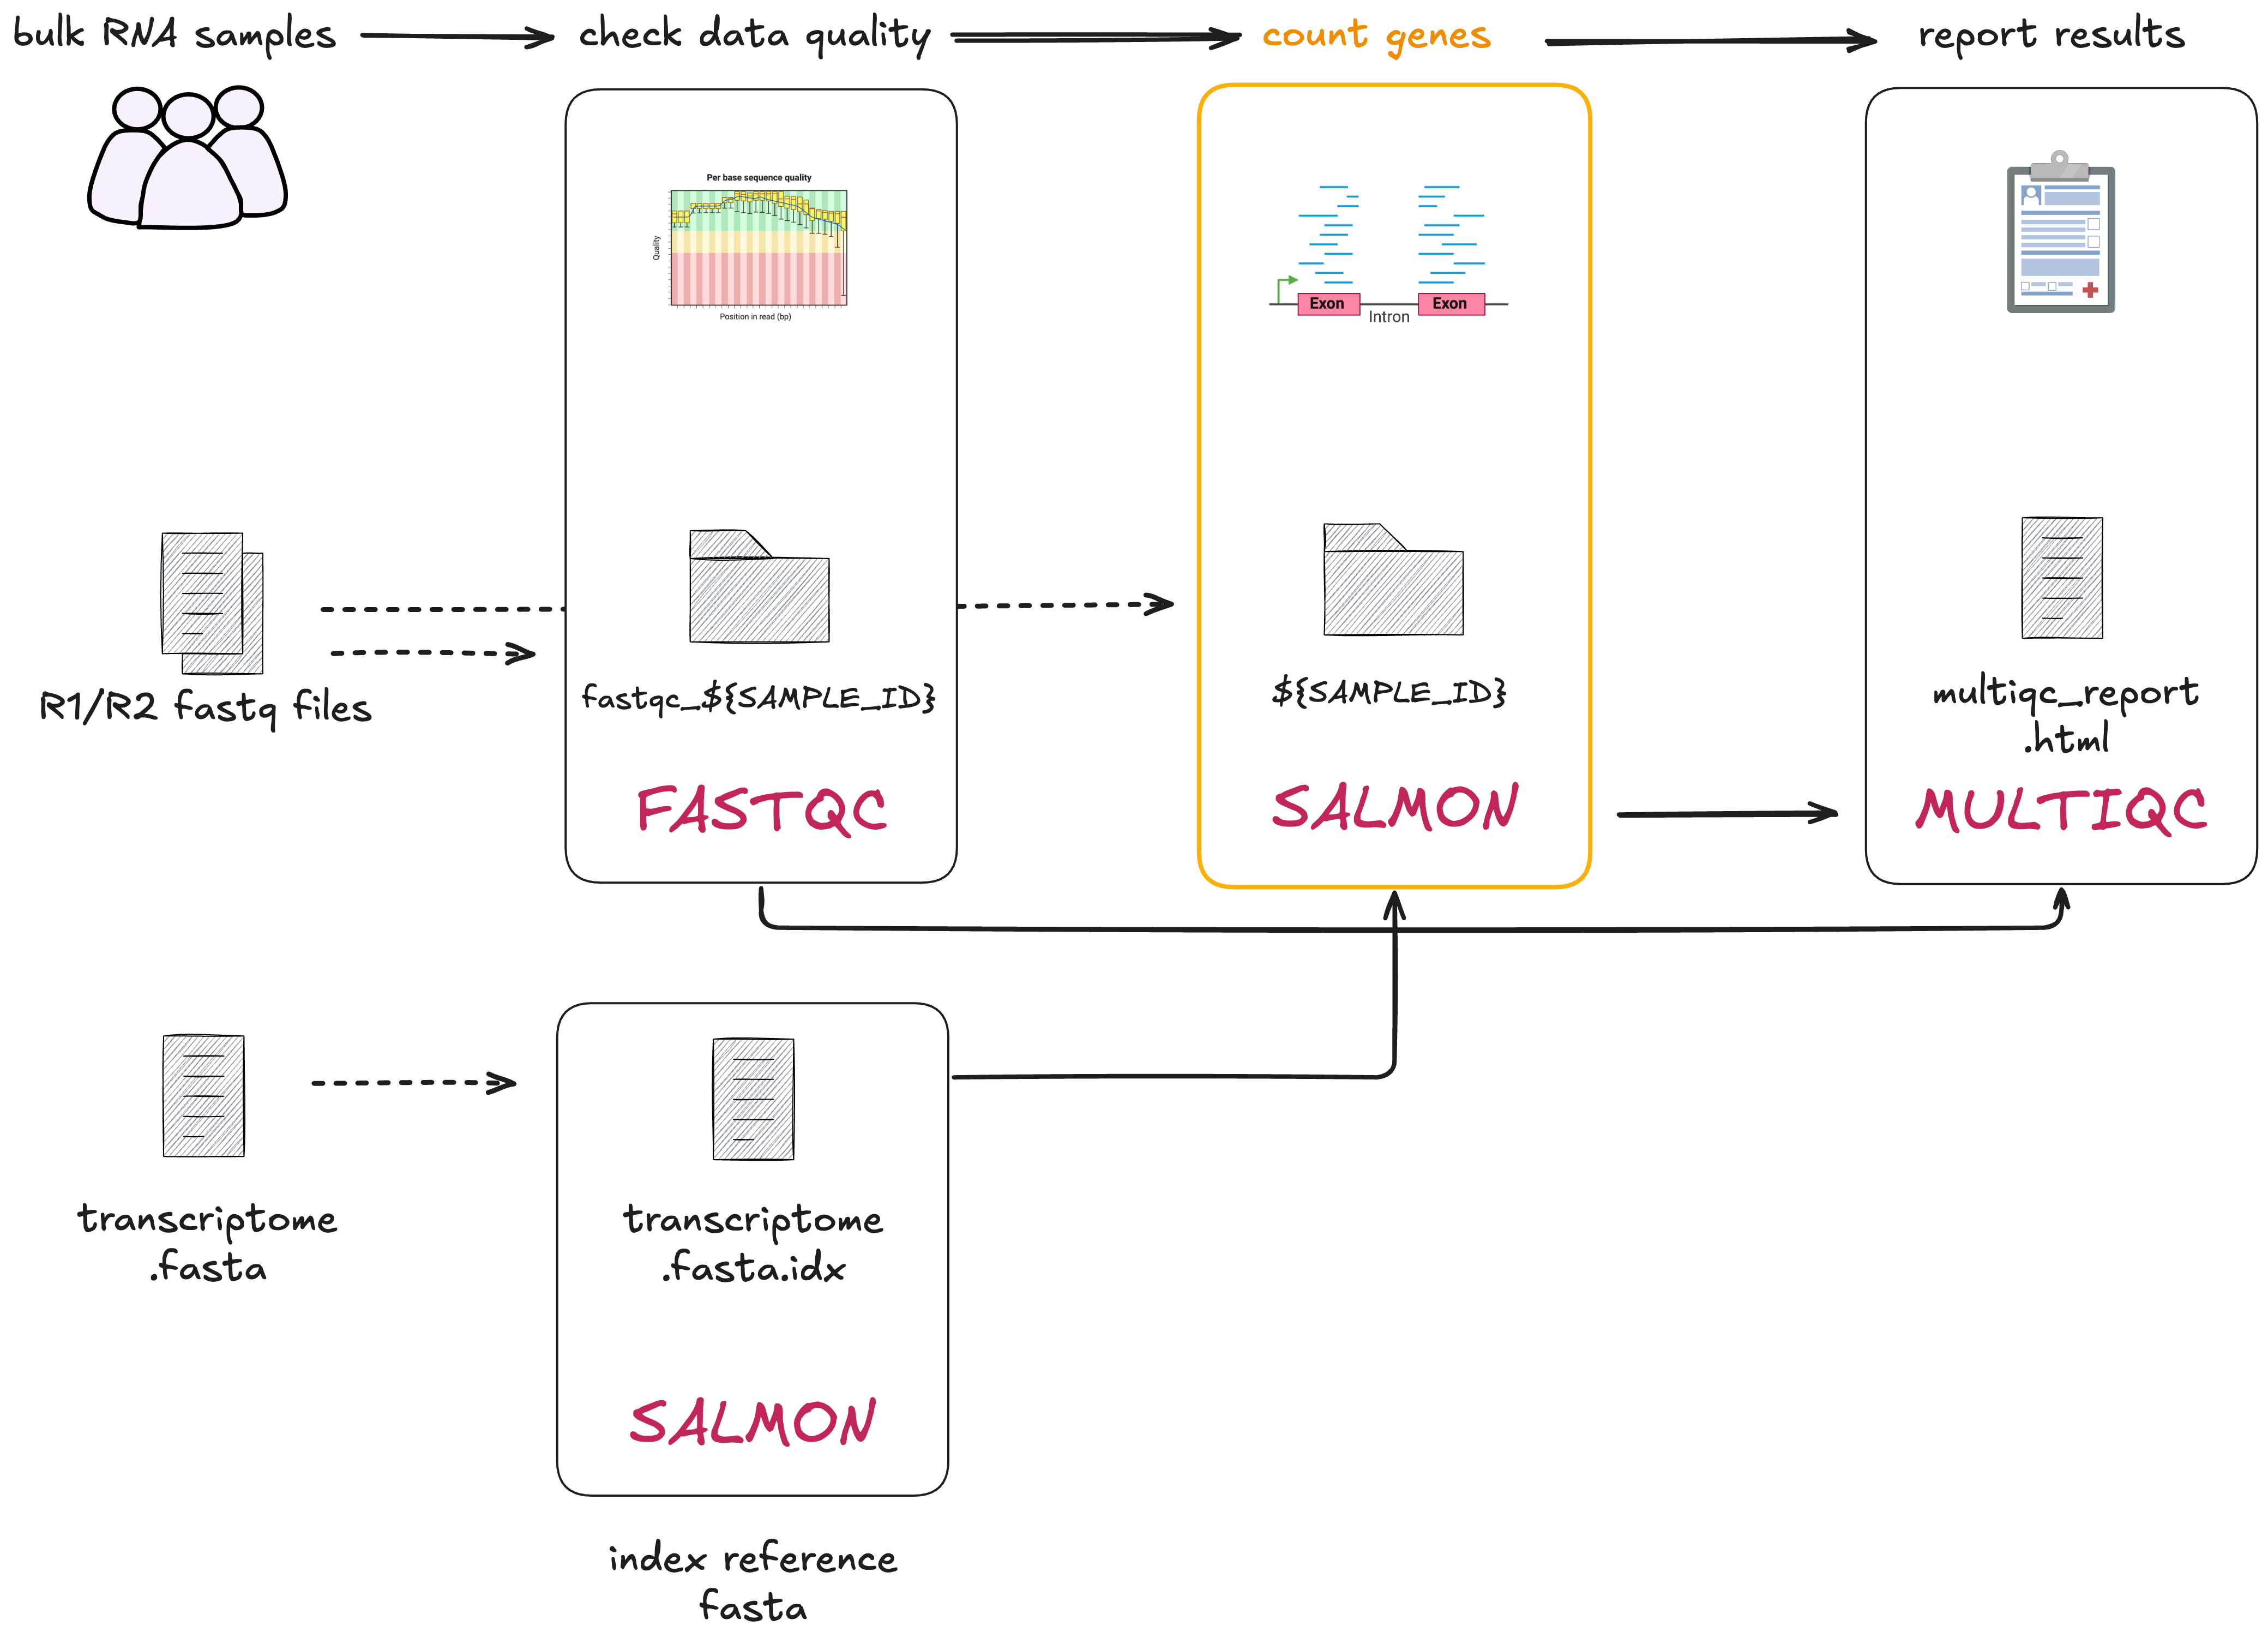 bulk RNA samples
check data quality
count genes
report results
Per base sequence quality
Quality
Position in read (bp)
Exon
Exon
Intron
R1/R2 fastq files
fastqc_${SAMPLE_ID}
${SAMPLE_ID}
multiqc_report
.html
FASTQC
SALMON
MULTIQC
transcriptome
.fasta
transcriptome
.fasta.idx
SALMON
index reference
fasta